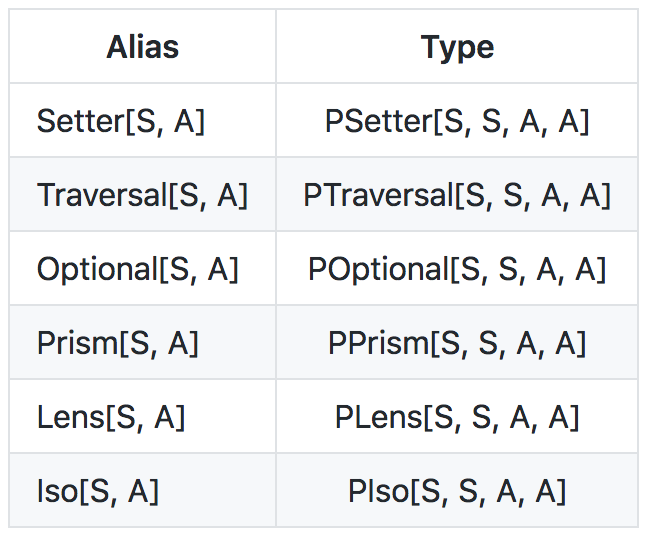 Alias Type
Setter[S, A] PSetter[S, S, A, A]
Traversal[S, A] PTraversal[S, S, A, A]
Optional[S, A] POptional[S, S, A, A]
Prism[S, A] PPrism[S, S, A, A]
Lens[S, A] PLens[S, S, A, A]
Iso[S, A] PIso[S, S, A, A]